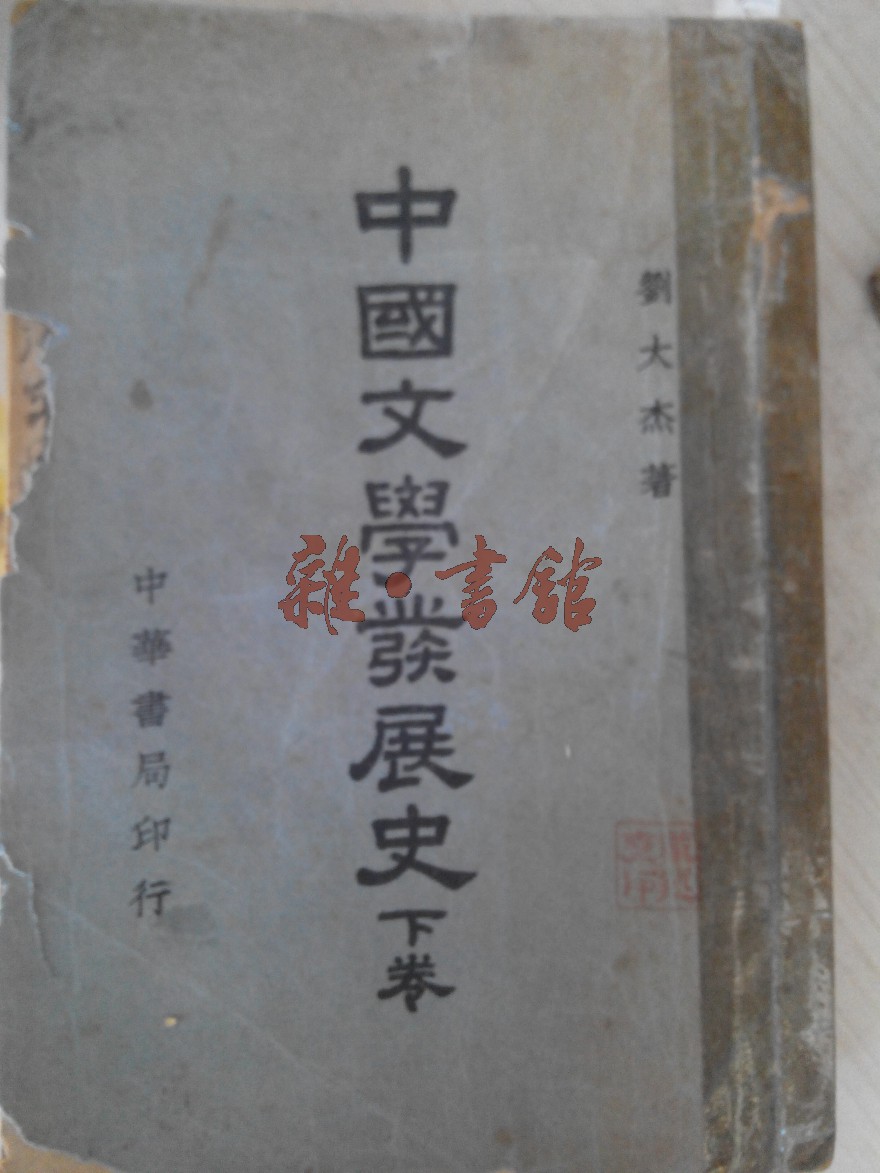 劉大杰著
中國文學發展史下卷
中華書局印行
雜·書館